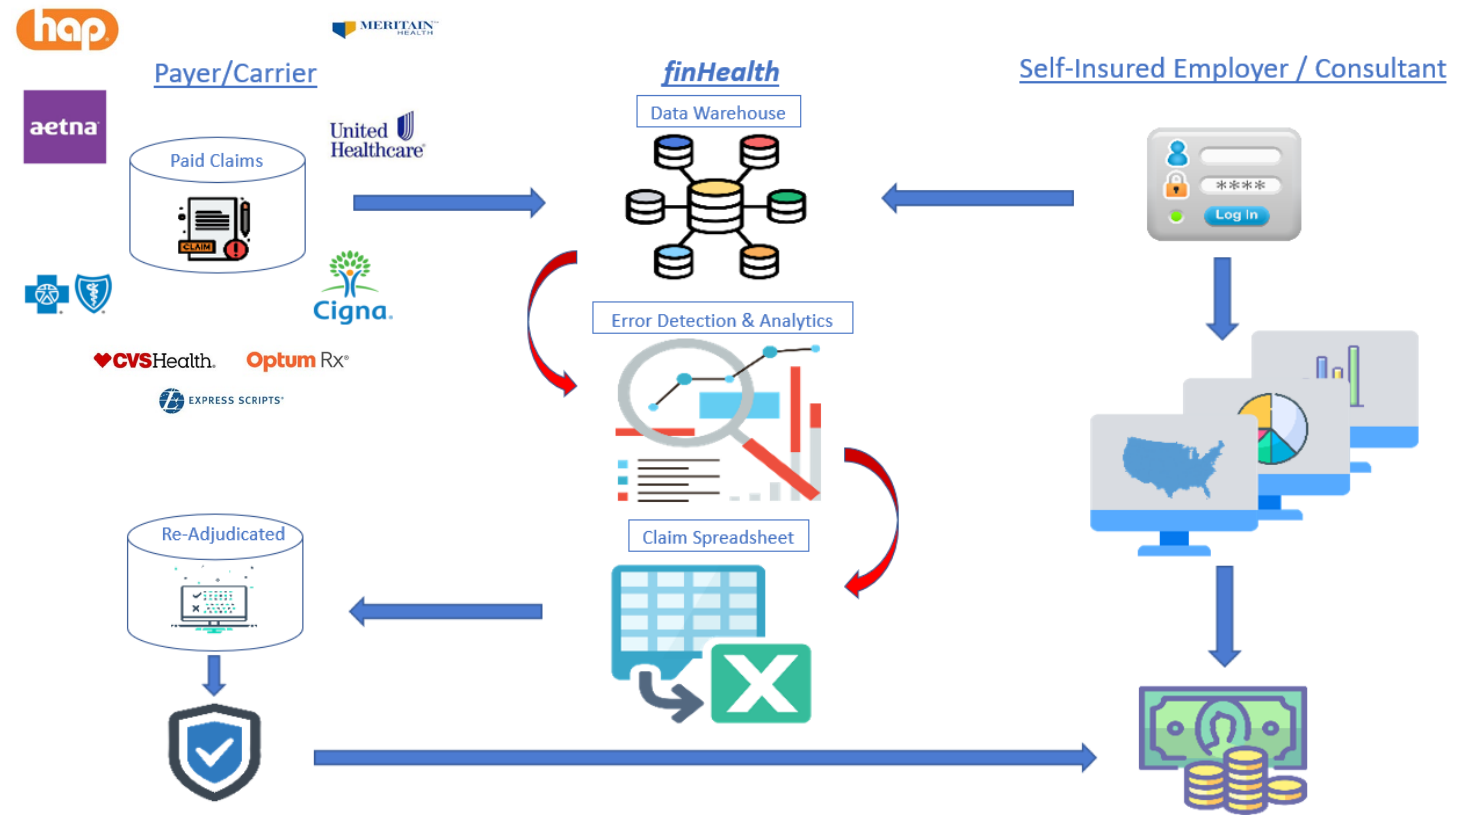 hap
MERITAIN
HEALTH
Payer/Carrier
finHealth
Self-Insured Employer / Consultant
aetna
Data Warehouse
United
Healthcare
Paid Claims
CLAIM
****
Log In
Cigna
Error Detection & Analytics
CVSHealth
Optum Rx
EXPRESS SCRIPTS
Re-Adjudicated
Claim Spreadsheet
X